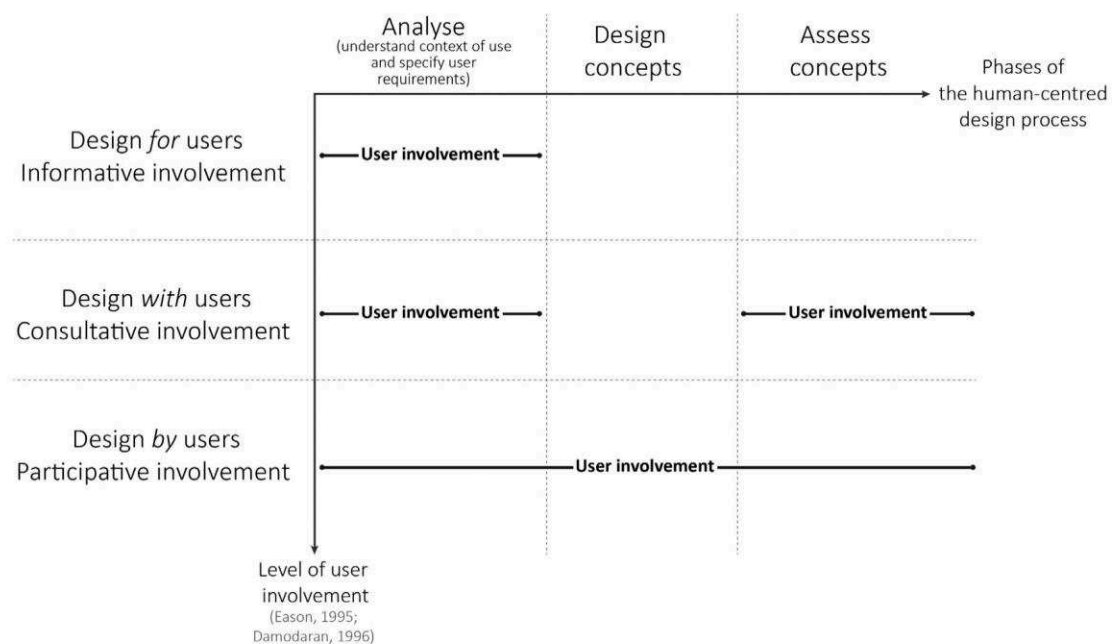 Analyse
(understand context of use
and specify user
requirements)
Design
concepts
Assess
concepts
Phases of
the human-centred
design process
Design for users
Informative involvement
User involvement
Design with users
Consultative involvement
User involvement
User involvement
Design by users
Participative involvement
User involvement
Level of user
involvement
(Eason, 1995;
Damodaran, 1996)